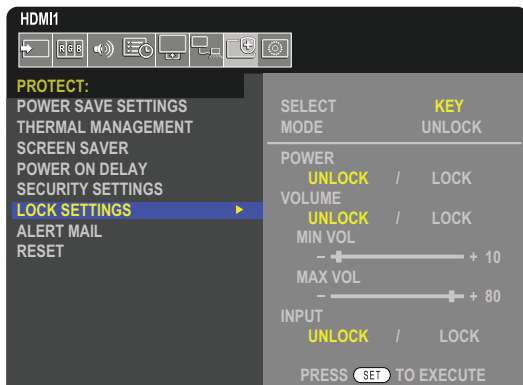 HDMI1
RGB
PROTECT:
POWER SAVE SETTINGS
THERMAL MANAGEMENT
SCREEN SAVER
POWER ON DELAY
SECURITY SETTINGS
LOCK SETTINGS
ALERT MAIL
RESET
SELECT KEY
MODE UNLOCK
POWER
UNLOCK / LOCK
VOLUME
UNLOCK / LOCK
MIN VOL
– + 10
MAX VOL
– + 80
INPUT
UNLOCK / LOCK
PRESS SET TO EXECUTE